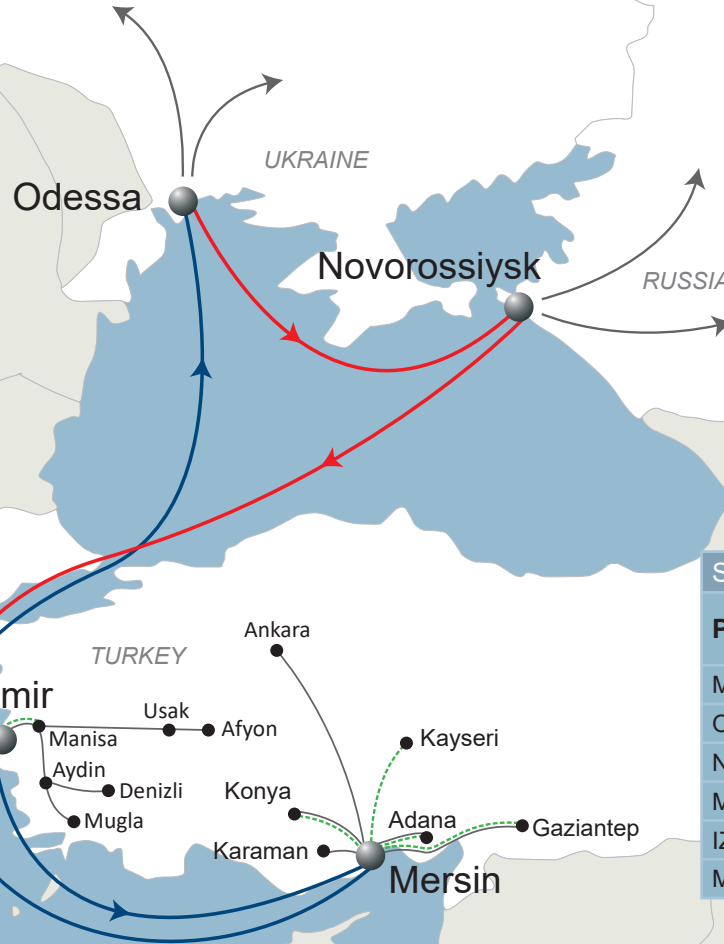 UKRAINE
Odessa
Novorossiysk
RUSSIA
S
P
Ankara
TURKEY
M
mir
Usak
C
Afyon
Manisa
Kayseri
N
Aydin
Denizli
Konya
M
Mugla
Adana
Gaziantep
IZ
Karaman
Mersin
M